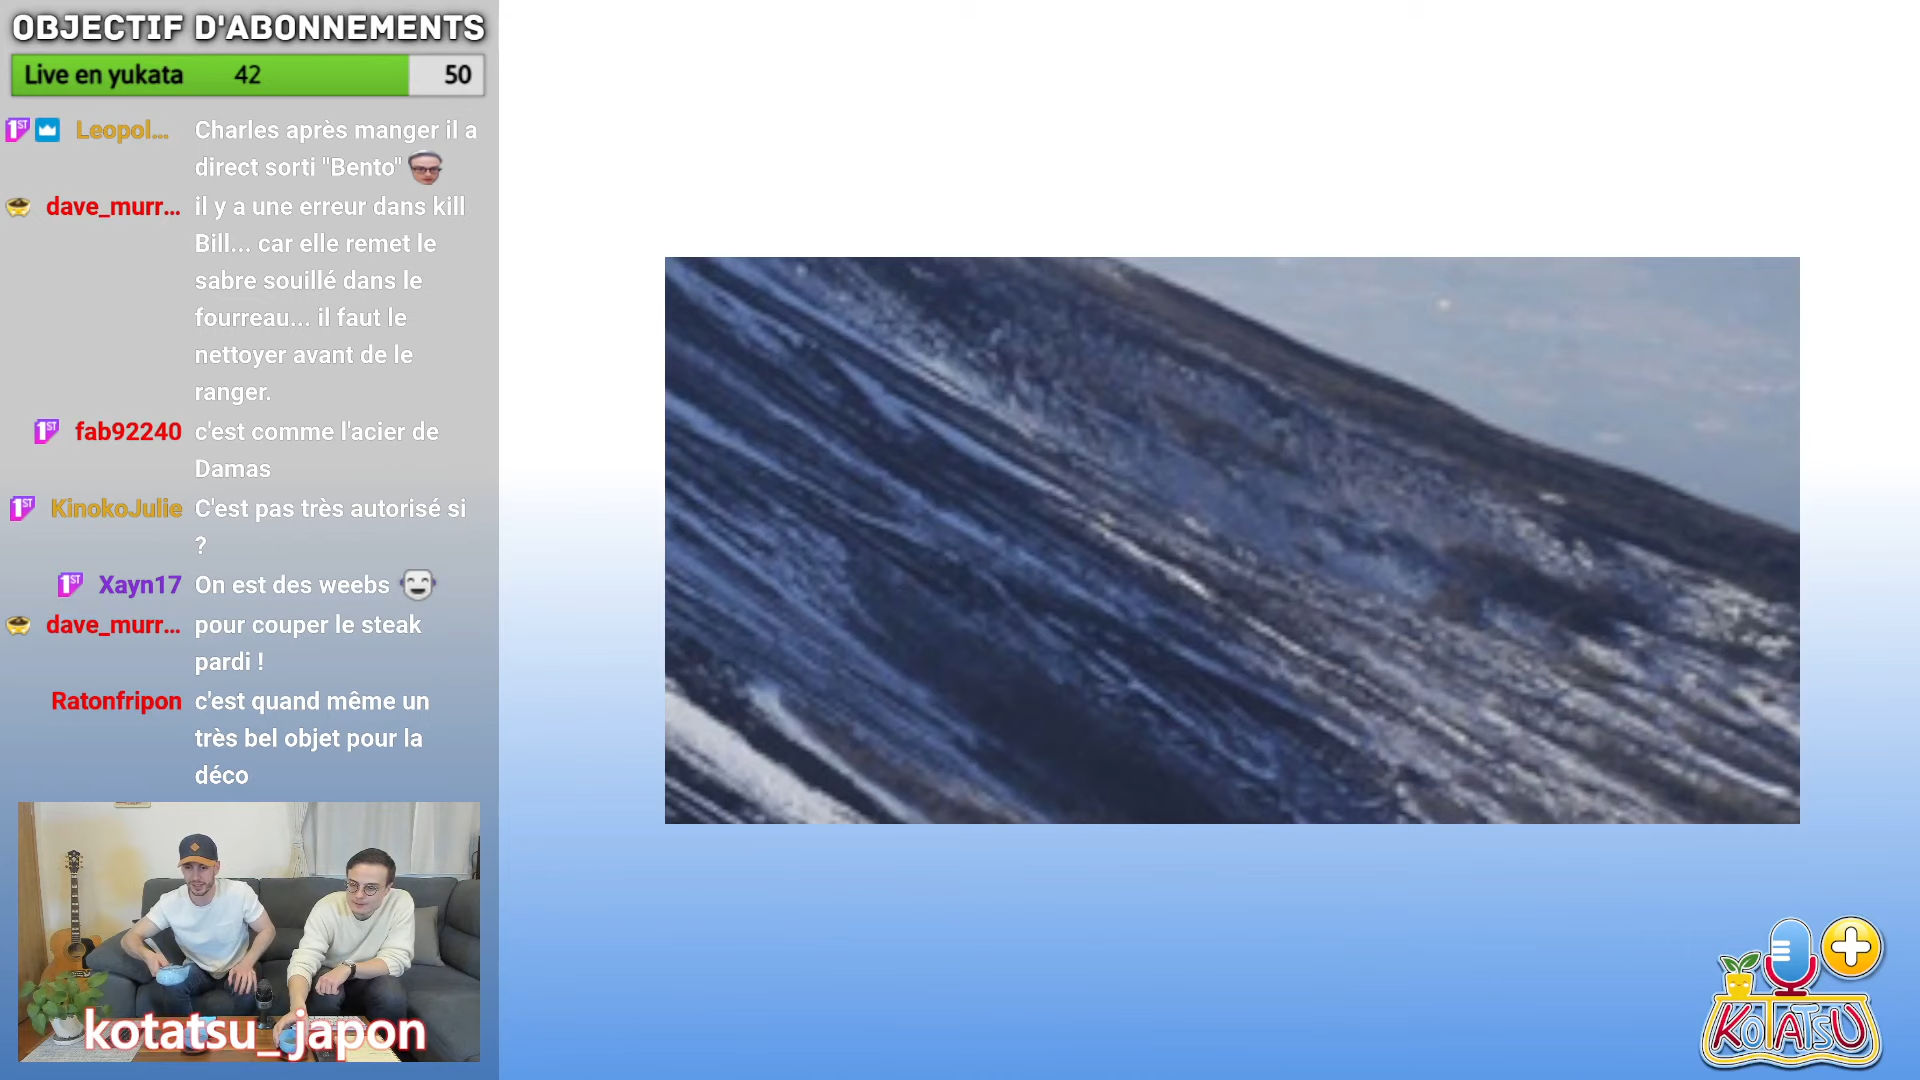 OBJECTIF D'ABONNEMENTS
Live en yukata 42 50
Leopol... Charles après manger il a
direct sorti "Bento"
dave_murr... il y a une erreur dans kill
Bill... car elle remet le
sabre souillé dans le
fourreau... il faut le
nettoyer avant de le
ranger.
fab92240 c'est comme l'acier de
Damas
KinokoJulie C'est pas très autorisé si
?
Xayn17 On est des weebs
dave_murr... pour couper le steak
pardi !
Ratonfripon c'est quand même un
très bel objet pour la
déco
kotatsu_japon
KOTATSU